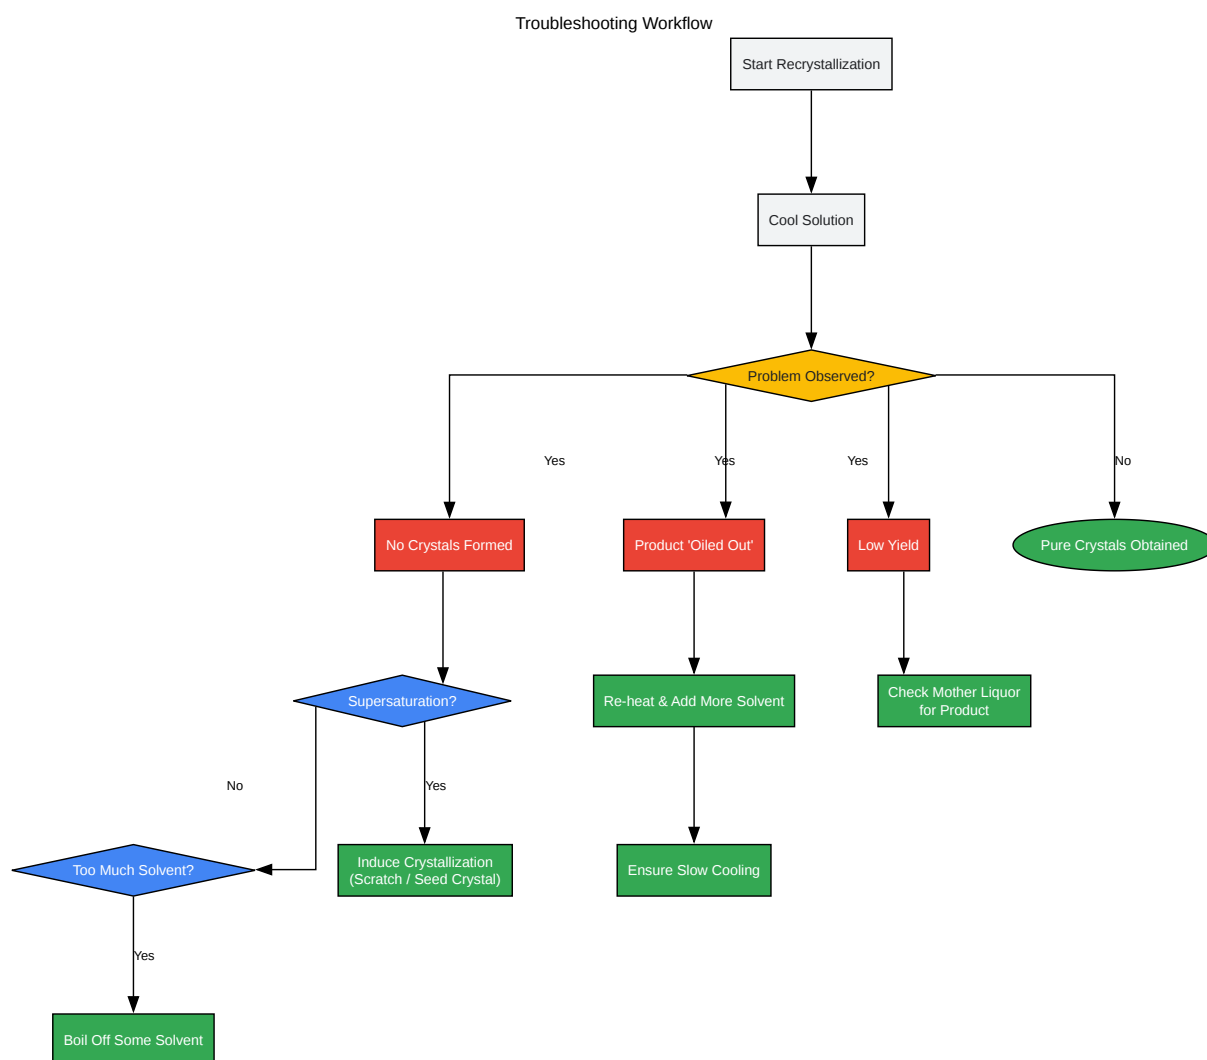 Troubleshooting Workflow
Start Recrystallization
Cool Solution
Problem Observed?
Yes
Yes
Yes
No
No Crystals Formed
Product 'Oiled Out'
Low Yield
Pure Crystals Obtained
Supersaturation?
Re-heat & Add More Solvent
Check Mother Liquor
for Product
No
Yes
Too Much Solvent?
Induce Crystallization
(Scratch / Seed Crystal)
Ensure Slow Cooling
Yes
Boil Off Some Solvent